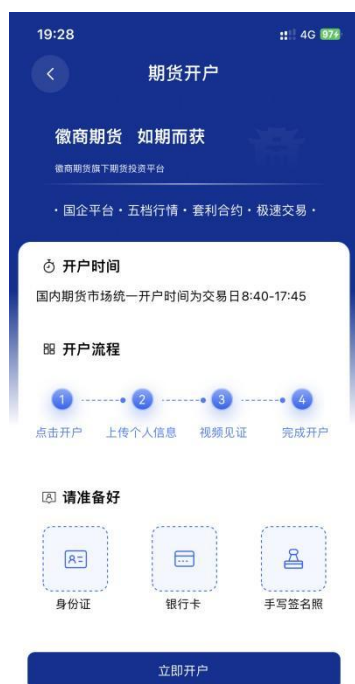 19:28
4G 97
期货开户
徽商期货 如期而获
徽商期货旗下期货投资平台
·国企平台·五档行情·套利合约·极速交易·
开户时间
国内期货市场统一开户时间为交易日8:40-17:45
开户流程
1 2 3 4
点击开户 上传个人信息 视频见证 完成开户
请准备好
身份证 银行卡 手写签名照
立即开户